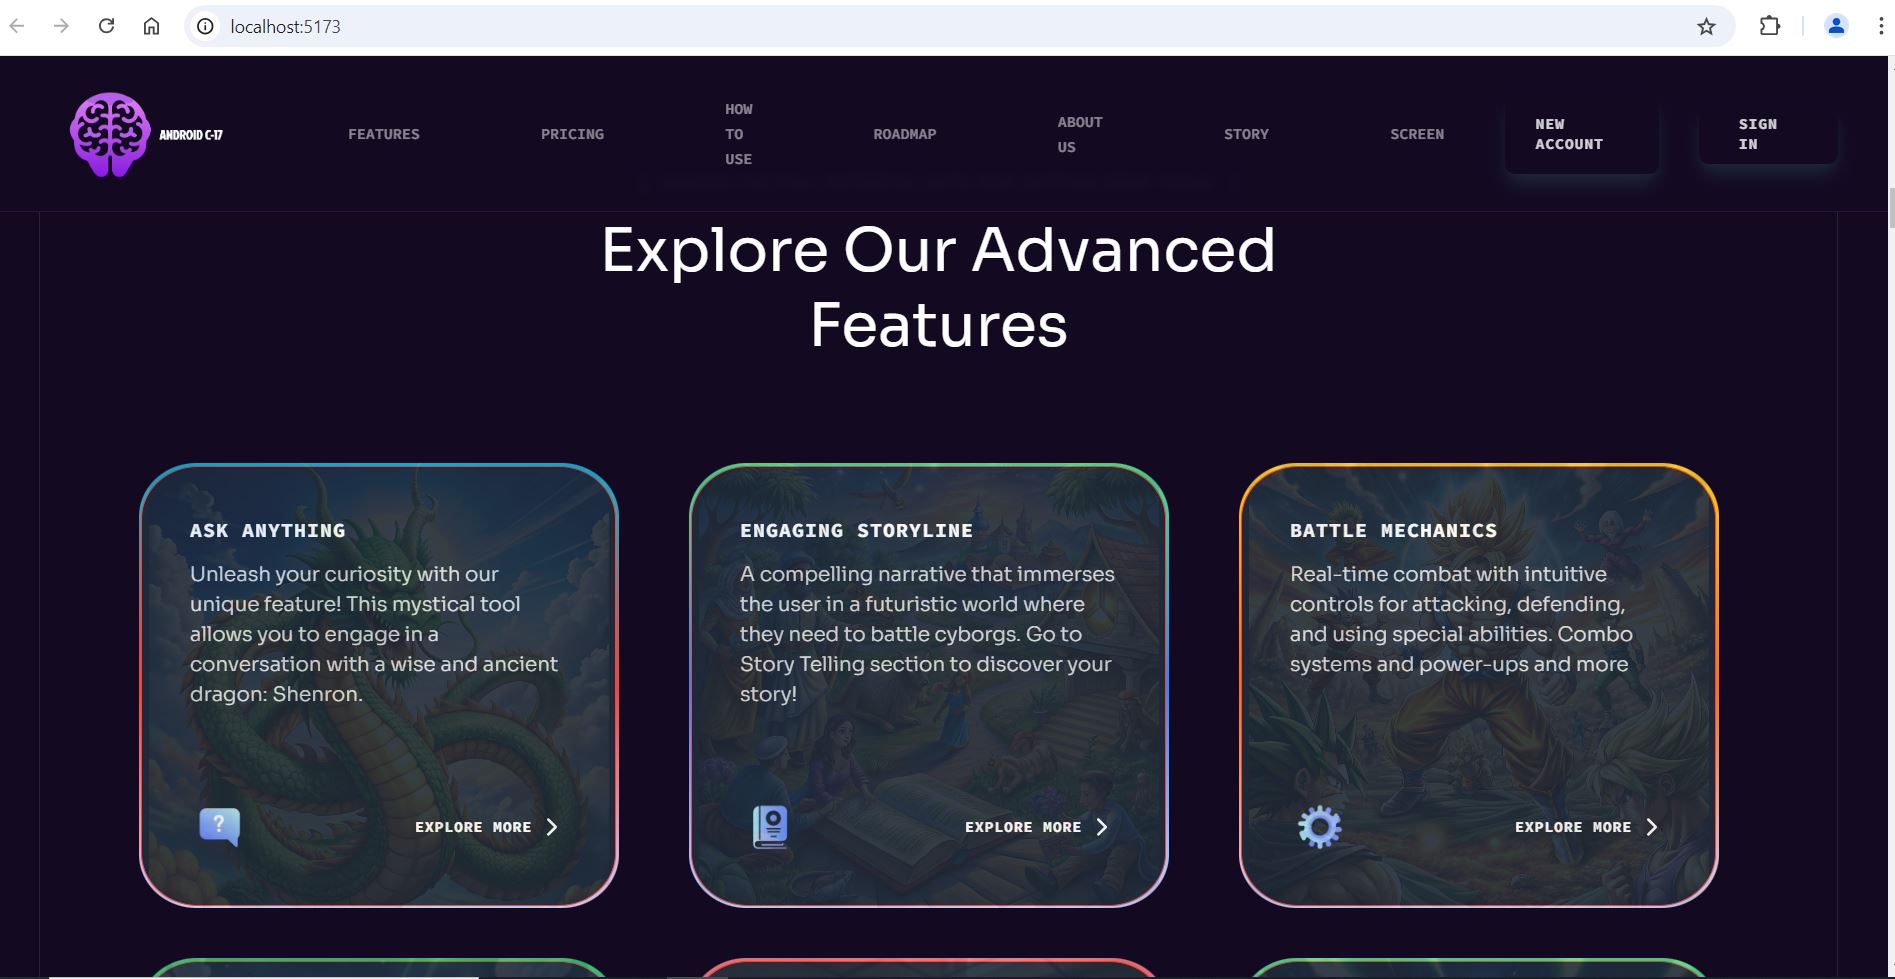 localhost:5173
ANDROID C-17
FEATURES
PRICING
HOW
TO
USE
ROADMAP
ABOUT
US
STORY
SCREEN
NEW
ACCOUNT
SIGN
IN
Explore Our Advanced
Features
ASK ANYTHING
Unleash your curiosity with our
unique feature! This mystical tool
allows you to engage in a
conversation with a wise and ancient
dragon: Shenron.
?
EXPLORE MORE
ENGAGING STORYLINE
A compelling narrative that immerses
the user in a futuristic world where
they need to battle cyborgs. Go to
Story Telling section to discover your
story!
EXPLORE MORE
BATTLE MECHANICS
Real-time combat with intuitive
controls for attacking, defending,
and using special abilities. Combo
systems and power-ups and more
EXPLORE MORE